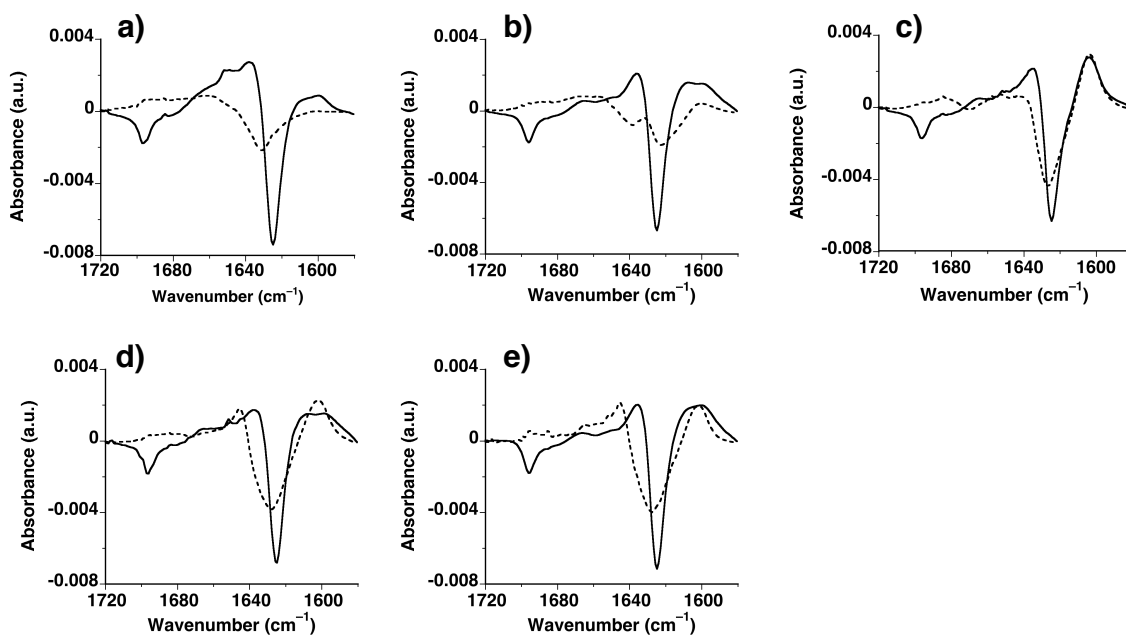 a)
0.004
0
-0.004
-0.008
Absorbance (a.u.)
1720 1680 1640 1600
Wavenumber (cm⁻¹)
b)
0.004
0
-0.004
-0.008
Absorbance (a.u.)
1720 1680 1640 1600
Wavenumber (cm⁻¹)
c)
0.004
0
-0.004
-0.008
Absorbance (a.u.)
1720 1680 1640 1600
Wavenumber (cm⁻¹)
d)
0.004
0
-0.004
-0.008
Absorbance (a.u.)
1720 1680 1640 1600
Wavenumber (cm⁻¹)
e)
0.004
0
-0.004
-0.008
Absorbance (a.u.)
1720 1680 1640 1600
Wavenumber (cm⁻¹)